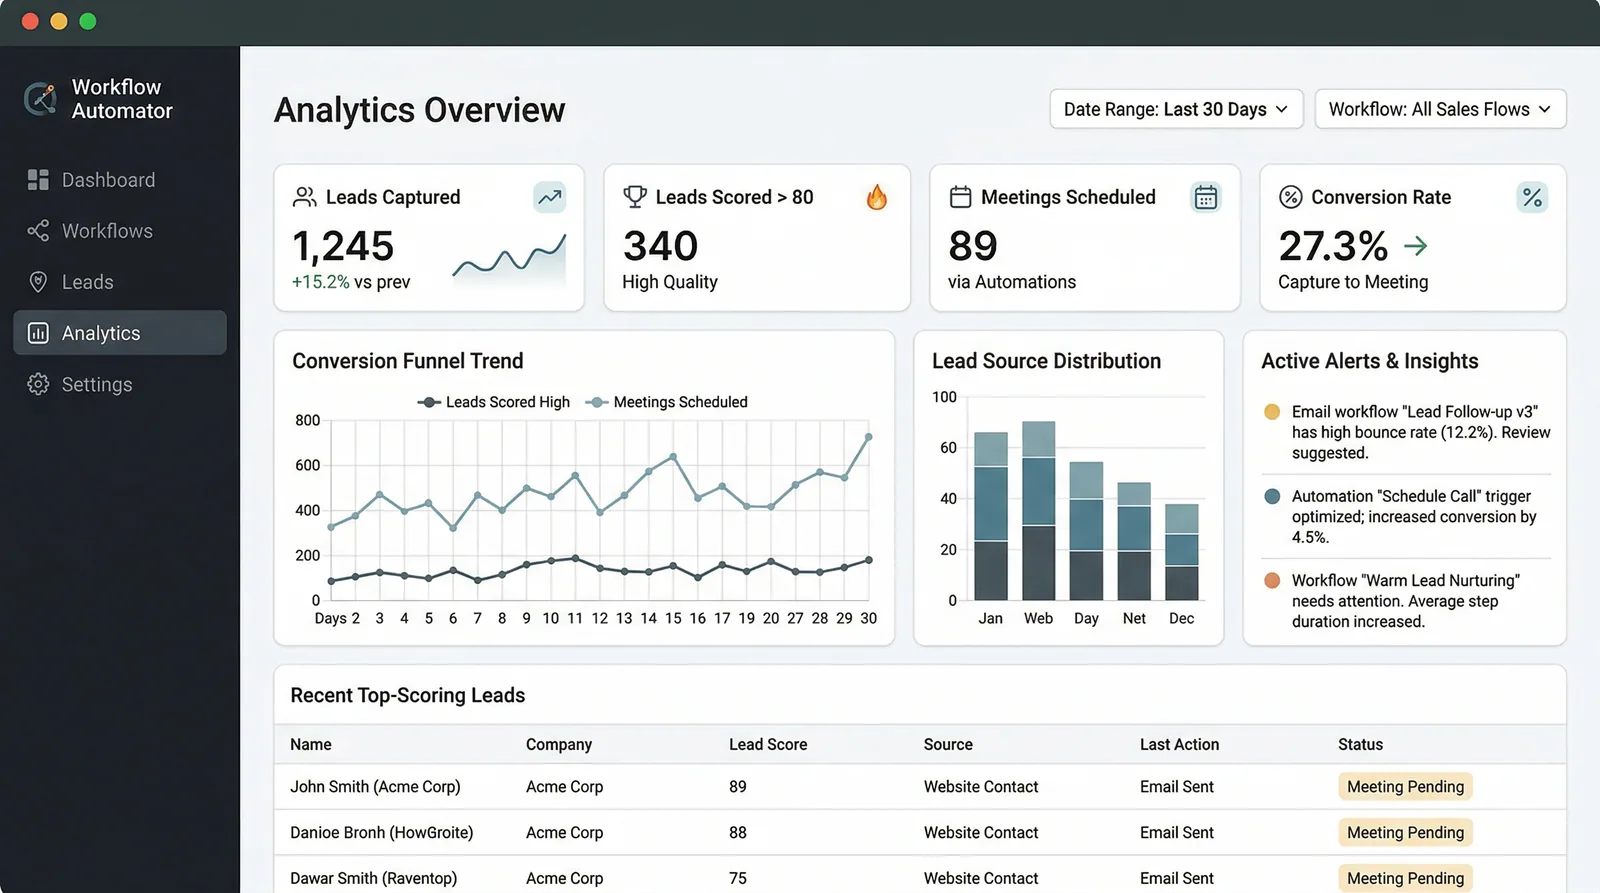 Workflow
Automator
Dashboard
Workflows
Leads
Analytics
Settings
Analytics Overview
Date Range: Last 30 Days
Workflow: All Sales Flows
Leads Captured
1,245
+15.2% vs prev
Leads Scored > 80
340
High Quality
Meetings Scheduled
89
via Automations
Conversion Rate
%
27.3% →
Capture to Meeting
Conversion Funnel Trend
Leads Scored High
Meetings Scheduled
800
600
400
200
0
Days 2 3 4 5 6 7 8 9 10 11 12 13 14 15 16 17 19 20 27 28 29 30
Lead Source Distribution
100
60
40
20
0
Jan Web Day Net Dec
Active Alerts & Insights
Email workflow "Lead Follow-up v3"
has high bounce rate (12.2%). Review
suggested.
Automation "Schedule Call" trigger
optimized; increased conversion by
4.5%.
Workflow "Warm Lead Nurturing"
needs attention. Average step
duration increased.
Recent Top-Scoring Leads
Name Company Lead Score Source Last Action Status
John Smith (Acme Corp) Acme Corp 89 Website Contact Email Sent Meeting Pending
Danioe Bronh (HowGroite) Acme Corp 88 Website Contact Email Sent Meeting Pending
Dawar Smith (Raventop) Acme Corp 75 Website Contact Email Sent Meeting Pending